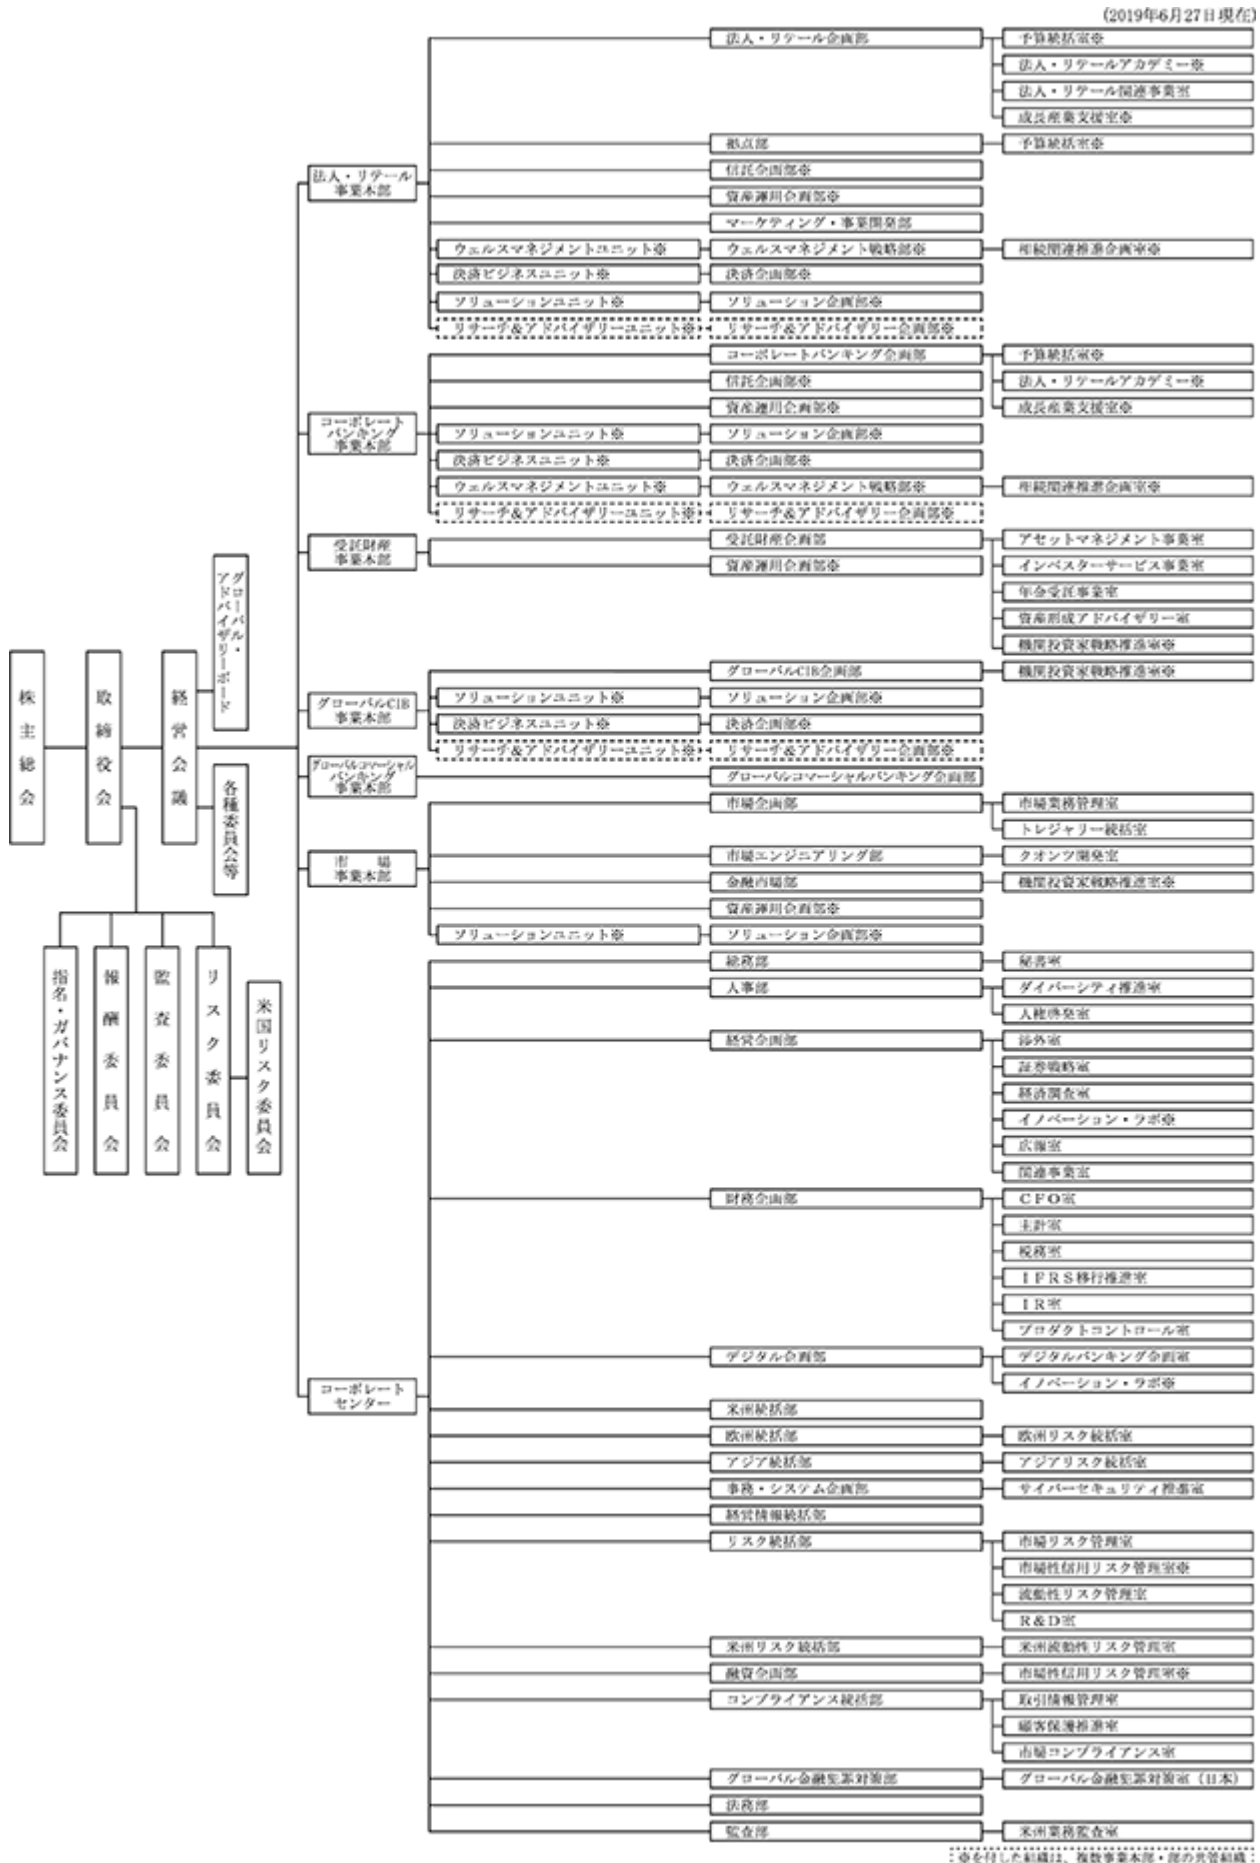 (2019年6月27日現在)
株主総会
取締役会
経営会議
グローバル・
アドバイザリーボード
各種委員会等
指名・ガバナンス委員会
報酬委員会
監査委員会
リスク委員会
米国リスク委員会
法人・リテール
事業本部
法人・リテール企画部
予算統括室※
法人・リテールアカデミー※
法人・リテール関連事業室
成長産業支援室※
拠点部
予算統括室※
信託企画部※
資産運用企画部※
マーケティング・事業開発部
ウェルスマネジメントユニット※
ウェルスマネジメント戦略部※
相続関連推進企画室※
決済ビジネスユニット※
決済企画部※
ソリューションユニット※
ソリューション企画部※
リサーチ&アドバイザリーユニット※
リサーチ&アドバイザリー企画部※
コーポレート
バンキング
事業本部
コーポレートバンキング企画部
予算統括室※
法人・リテールアカデミー※
成長産業支援室※
信託企画部※
資産運用企画部※
ソリューションユニット※
ソリューション企画部※
決済ビジネスユニット※
決済企画部※
ウェルスマネジメントユニット※
ウェルスマネジメント戦略部※
相続関連推進企画室※
リサーチ&アドバイザリーユニット※
リサーチ&アドバイザリー企画部※
受託財産
事業本部
受託財産企画部
アセットマネジメント事業室
インベスターサービス事業室
年金受託事業室
資産形成アドバイザリー室
機関投資家戦略推進室※
資産運用企画部※
グローバルCIB
事業本部
グローバルCIB企画部
機関投資家戦略推進室※
ソリューションユニット※
ソリューション企画部※
決済ビジネスユニット※
決済企画部※
リサーチ&アドバイザリーユニット※
リサーチ&アドバイザリー企画部※
グローバルコマーシャル
バンキング
事業本部
グローバルコマーシャルバンキング企画部
市場
事業本部
市場企画部
市場業務管理室
トレジャリー統括室
市場エンジニアリング部
クオンツ開発室
金融市場部
機関投資家戦略推進室※
資産運用企画部※
ソリューションユニット※
ソリューション企画部※
コーポレート
センター
総務部
秘書室
人事部
ダイバーシティ推進室
人権啓発室
経営企画部
渉外室
証券戦略室
経済調査室
イノベーション・ラボ※
広報室
関連事業室
財務企画部
CFO室
主計室
税務室
IFRS移行推進室
IR室
プロダクトコントロール室
デジタル企画部
デジタルバンキング企画室
イノベーション・ラボ※
米州統括部
欧州統括部
欧州リスク統括室
アジア統括部
アジアリスク統括室
事務・システム企画部
サイバーセキュリティ推進室
経営情報統括部
リスク統括部
市場リスク管理室
市場性信用リスク管理室※
流動性リスク管理室
R&D室
米州リスク統括部
米州流動性リスク管理室
融資企画部
市場性信用リスク管理室※
コンプライアンス統括部
取引情報管理室
顧客保護推進室
市場コンプライアンス室
グローバル金融犯罪対策部
グローバル金融犯罪対策室(日本)
法務部
監査部
米州業務監査室
※を付した組織は、複数事業本部・部の共管組織